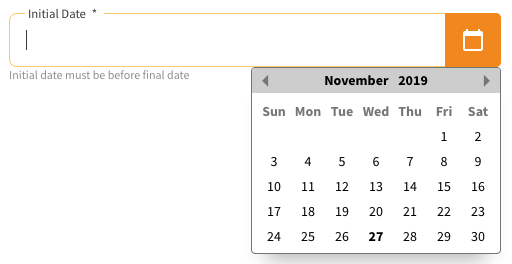 Initial Date *
Initial date must be before final date
November 2019
Sun Mon Tue Wed Thu Fri Sat
1 2
3 4 5 6 7 8 9
10 11 12 13 14 15 16
17 18 19 20 21 22 23
24 25 26 27 28 29 30